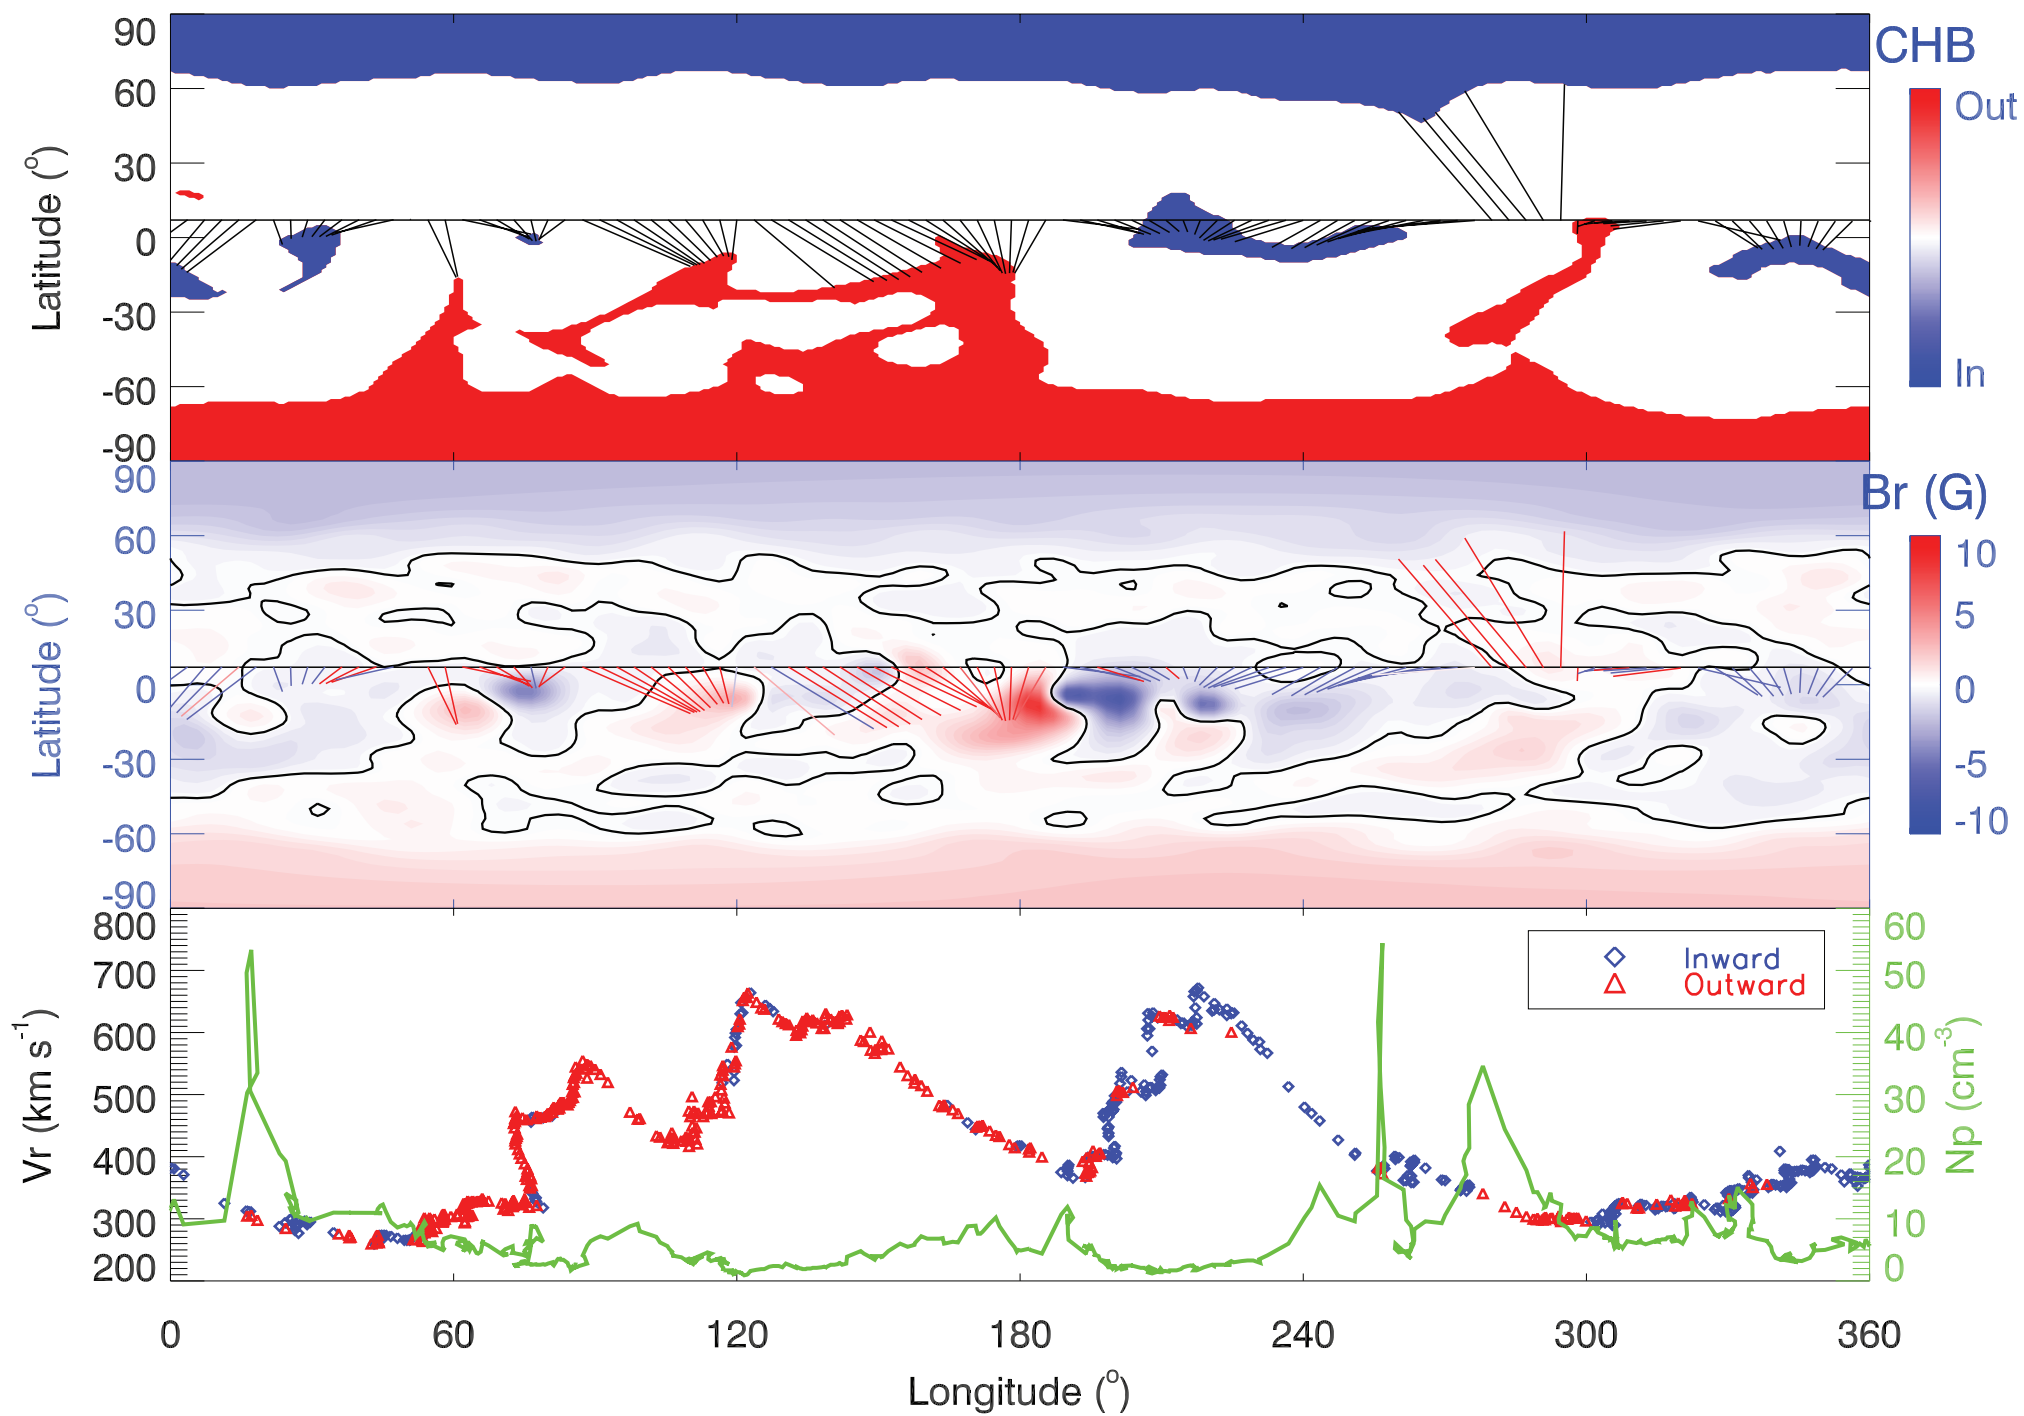 90
60
30
0
-30
-60
-90
Latitude (°)
CHB
Out
In
90
60
30
0
-30
-60
-90
Latitude (°)
Br (G)
10
5
0
-5
-10
800
700
600
500
400
300
200
Vr (km s⁻¹)
Inward
Outward
60
50
40
30
20
10
0
Np (cm⁻³)
0 60 120 180 240 300 360
Longitude (°)